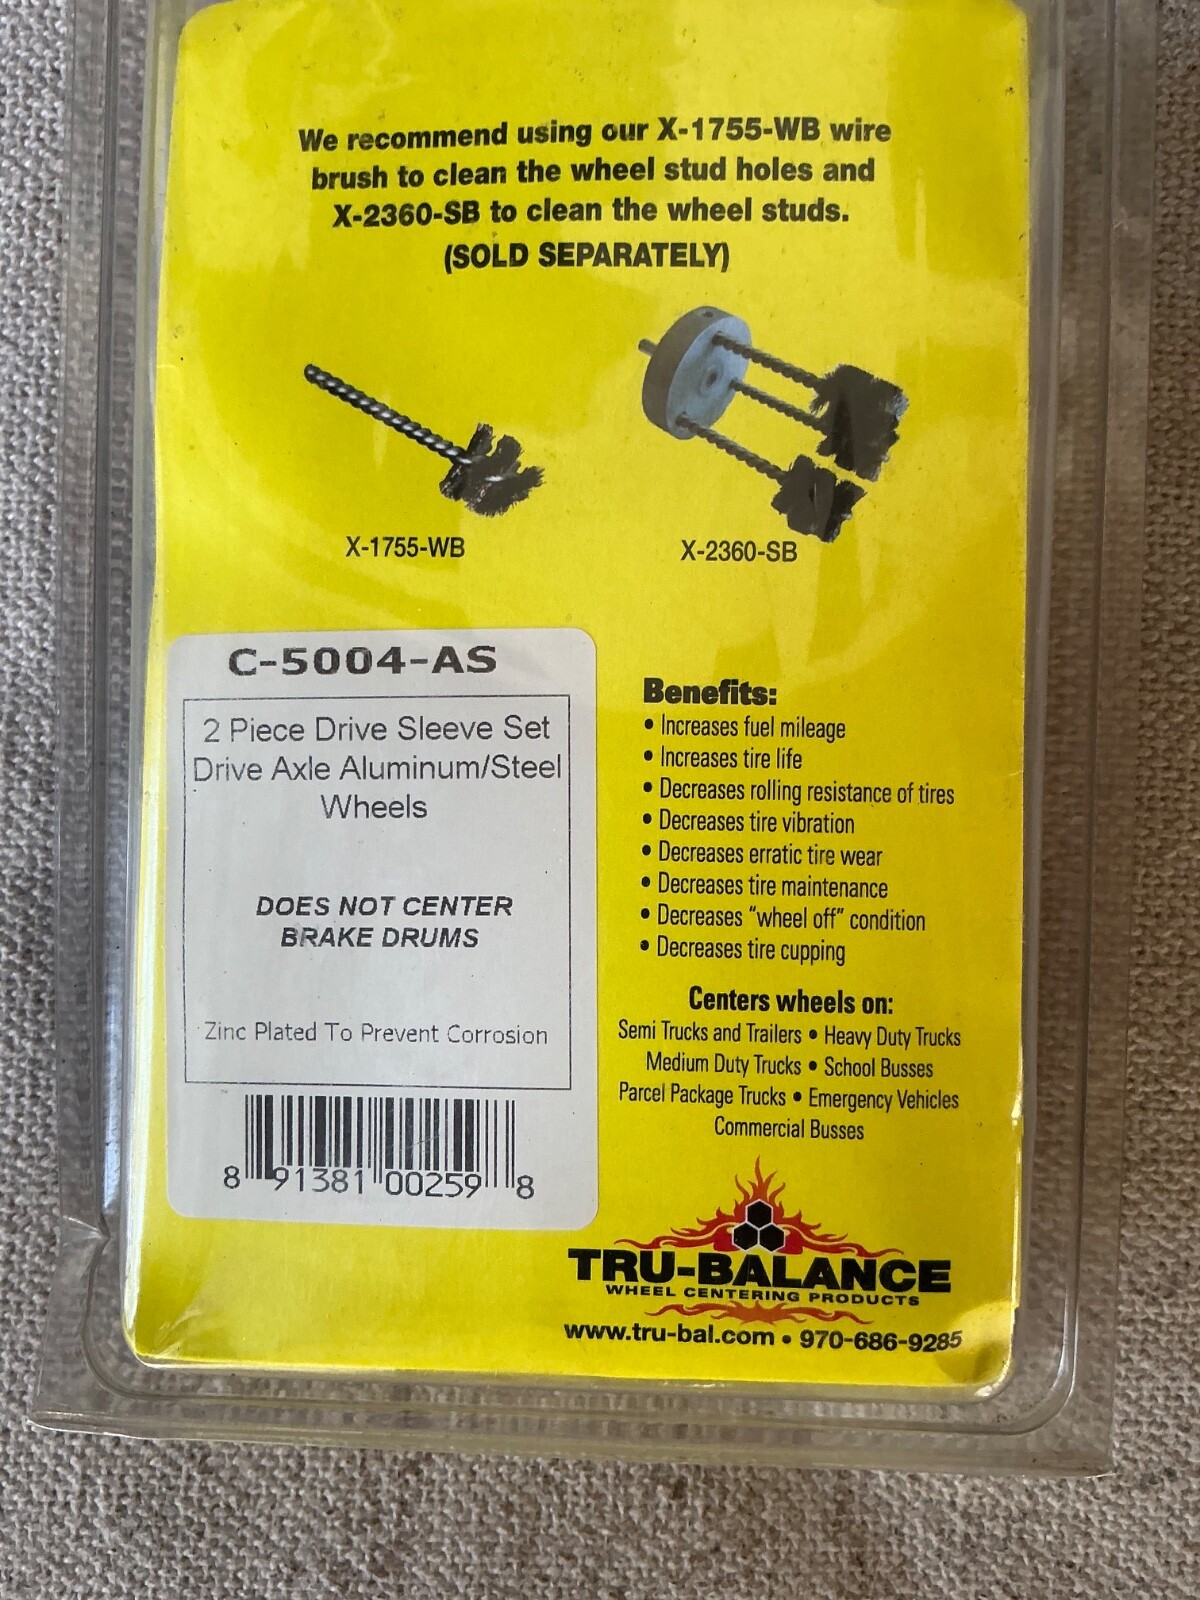 We recommend using our X-1755-WB wire
brush to clean the wheel stud holes and
X-2360-SB to clean the wheel studs.
(SOLD SEPARATELY)
X-1755-WB
X-2360-SB
C-5004-AS
2 Piece Drive Sleeve Set
Drive Axle Aluminum/Steel
Wheels
DOES NOT CENTER
BRAKE DRUMS
Zinc Plated To Prevent Corrosion
8 91381 00259 8
Benefits:
• Increases fuel mileage
• Increases tire life
• Decreases rolling resistance of tires
• Decreases tire vibration
• Decreases erratic tire wear
• Decreases tire maintenance
• Decreases "wheel off" condition
• Decreases tire cupping
Centers wheels on:
Semi Trucks and Trailers • Heavy Duty Trucks
Medium Duty Trucks • School Busses
Parcel Package Trucks • Emergency Vehicles
Commercial Busses
TRU-BALANCE
WHEEL CENTERING PRODUCTS
www.tru-bal.com • 970-686-9285